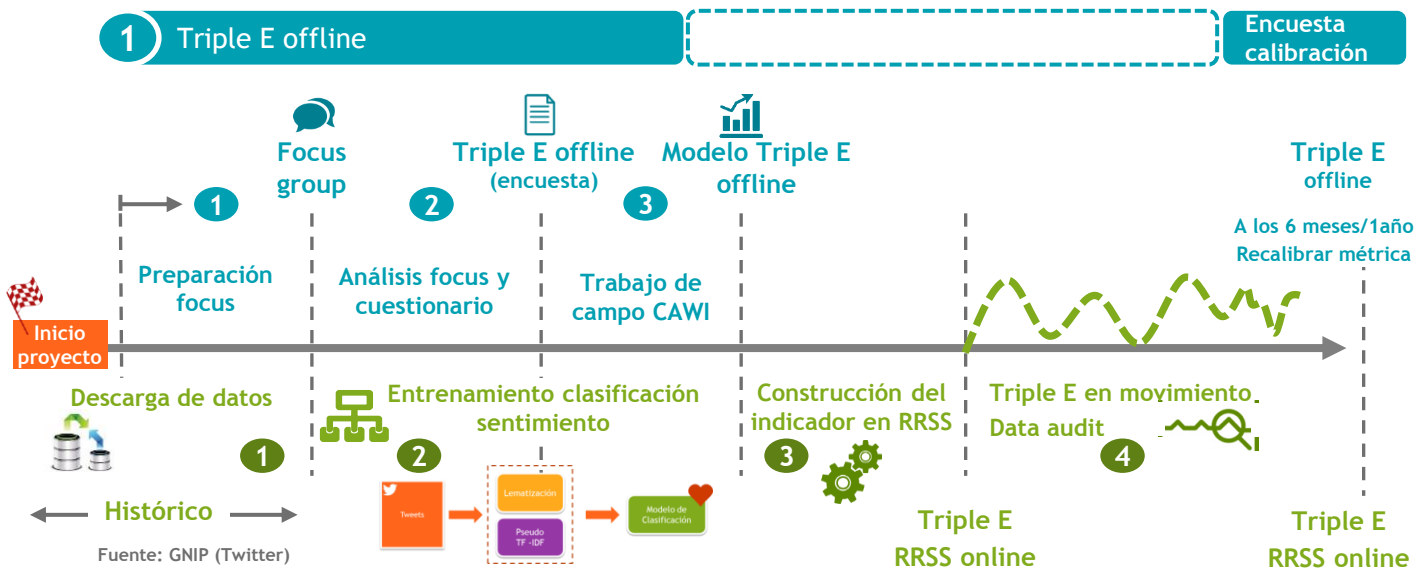 1 Triple E offline
Encuesta
calibración
Focus
group
Triple E offline
(encuesta)
Modelo Triple E
offline
Triple E
offline
1
2
3
A los 6 meses/1año
Recalibrar métrica
Preparación
focus
Análisis focus y
cuestionario
Trabajo de
campo CAWI
Inicio
proyecto
Descarga de datos
Entrenamiento clasificación
sentimiento
Construcción del
indicador en RRSS
Triple E en movimiento
Data audit
1
2
3
4
Tweets
Lematización
Pseudo
TF -IDF
Modelo de
Clasificación
Histórico
Fuente: GNIP (Twitter)
Triple E
RRSS online
Triple E
RRSS online